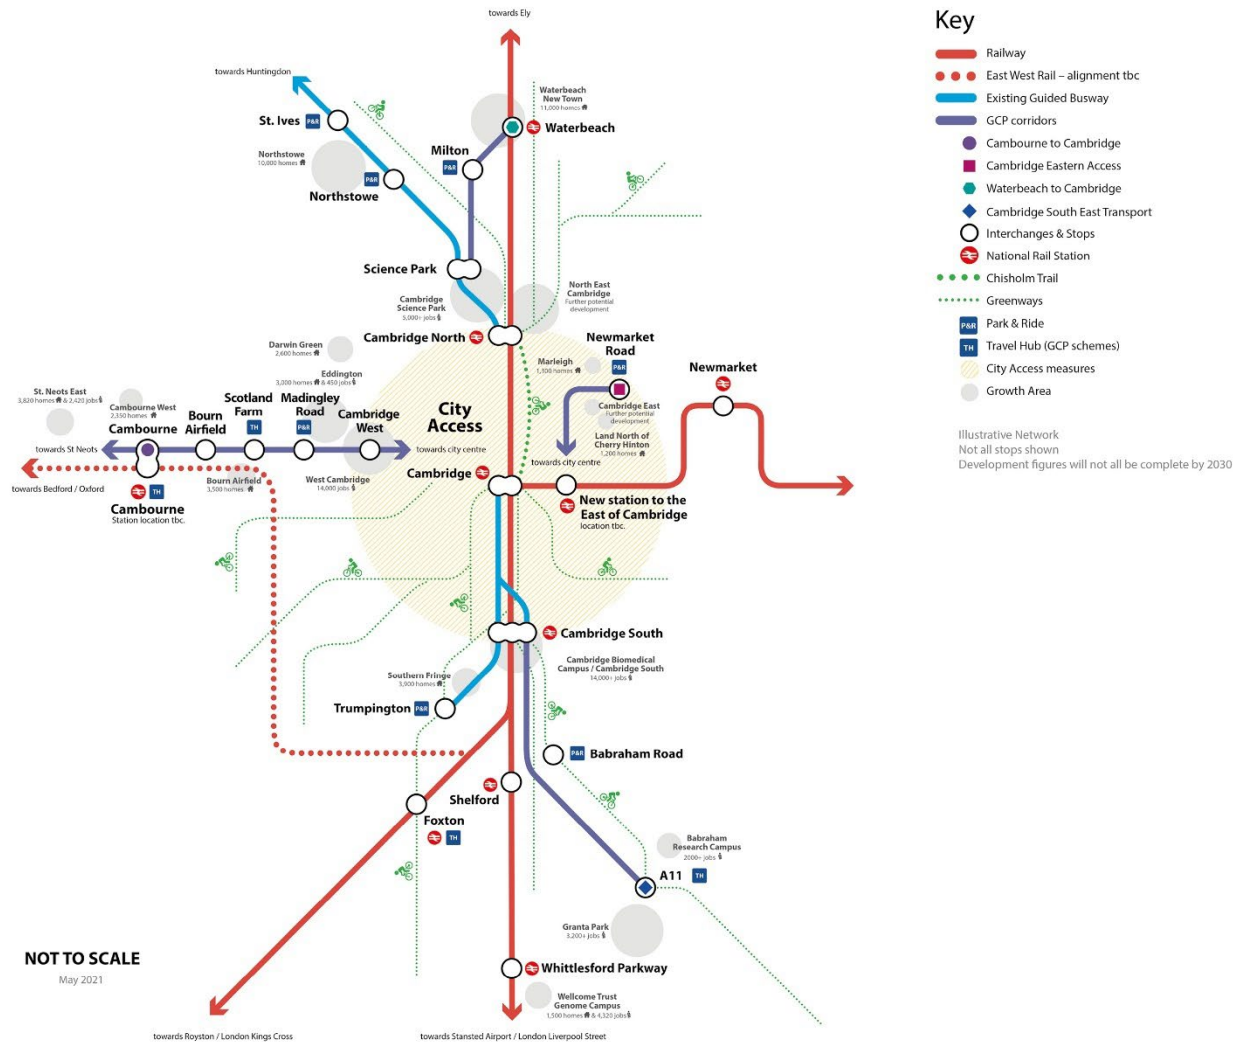 towards Ely
towards Huntingdon
Waterbeach
New Town
11,000 homes
St. Ives
P&R
Waterbeach
Milton
P&R
Northstowe
10,000 homes
P&R
Northstowe
Science Park
Cambridge
Science Park
5,000+ jobs
North East
Cambridge
Further potential
development
Cambridge North
Newmarket
Road
P&R
Darwin Green
2,600 homes
Marleigh
1,300 homes
Newmarket
Eddington
3,000 homes & 450 jobs
St. Neots East
3,820 homes & 2,420 jobs
Cambourne West
2,350 homes
Cambourne
Bourn
Airfield
Scotland
Farm
TH
Madingley
Road
P&R
Cambridge
West
City
Access
Cambridge East
Further potential
development
Land North of
Cherry Hinton
1,200 homes
towards St Neots
towards city centre
towards city centre
Cambridge
towards Bedford / Oxford
Bourn Airfield
3,500 homes
West Cambridge
14,000 jobs
TH
Cambourne
Station location tbc.
New station to the
East of Cambridge
location tbc.
Cambridge South
Cambridge Biomedical
Campus / Cambridge South
14,000+ jobs
Southern Fringe
3,900 homes
Trumpington
P&R
P&R
Babraham Road
Shelford
Foxton
TH
Babraham
Research Campus
2000+ jobs
A11
TH
Granta Park
3,200+ jobs
Whittlesford Parkway
Wellcome Trust
Genome Campus
1,500 homes & 4,320 jobs
NOT TO SCALE
May 2021
towards Royston / London Kings Cross
towards Stansted Airport / London Liverpool Street
Key
Railway
East West Rail – alignment tbc
Existing Guided Busway
GCP corridors
Cambourne to Cambridge
Cambridge Eastern Access
Waterbeach to Cambridge
Cambridge South East Transport
Interchanges & Stops
National Rail Station
Chisholm Trail
Greenways
P&R
Park & Ride
TH
Travel Hub (GCP schemes)
City Access measures
Growth Area
Illustrative Network
Not all stops shown
Development figures will not all be complete by 2030